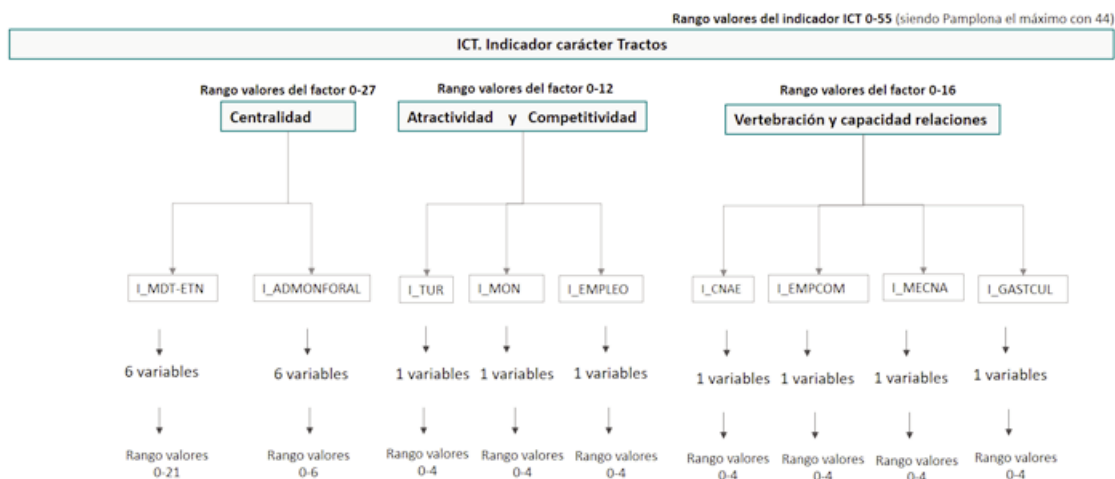 Rango valores del indicador ICT 0-55 (siendo Pamplona el máximo con 44)
ICT. Indicador carácter Tractos
Rango valores del factor 0-27
Rango valores del factor 0-12
Rango valores del factor 0-16
Centralidad
Atractividad y Competitividad
Vertebración y capacidad relaciones
I_MDT-ETN
I_ADMONFORAL
I_TUR
I_MON
I_EMPLEO
I_CNAE
I_EMPCOM
I_MECNA
I_GASTCUL
6 variables
6 variables
1 variables
1 variables
1 variables
1 variables
1 variables
1 variables
1 variables
Rango valores
0-21
Rango valores
0-6
Rango valores
0-4
Rango valores
0-4
Rango valores
0-4
Rango valores
0-4
Rango valores
0-4
Rango valores
0-4
Rango valores
0-4